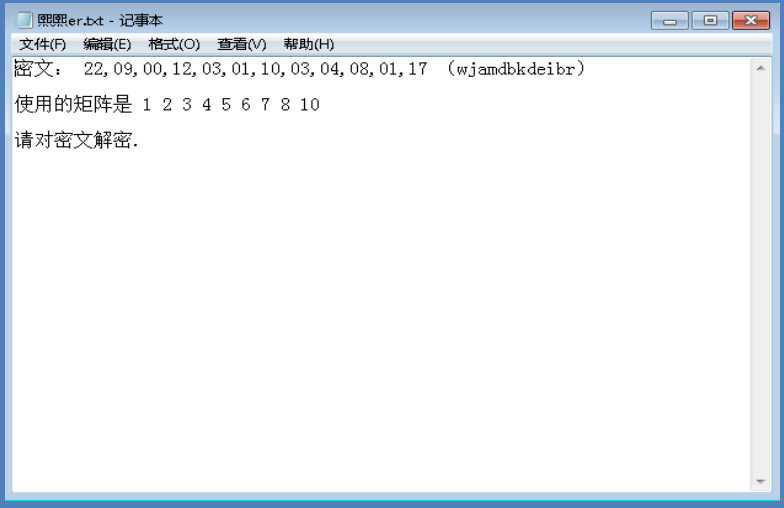 熙熙er.txt - 记事本
文件(F) 编辑(E) 格式(O) 查看(V) 帮助(H)
密文： 22,09,00,12,03,01,10,03,04,08,01,17 （wjamdbkdeibr）
使用的矩阵是 1 2 3 4 5 6 7 8 10
请对密文解密.